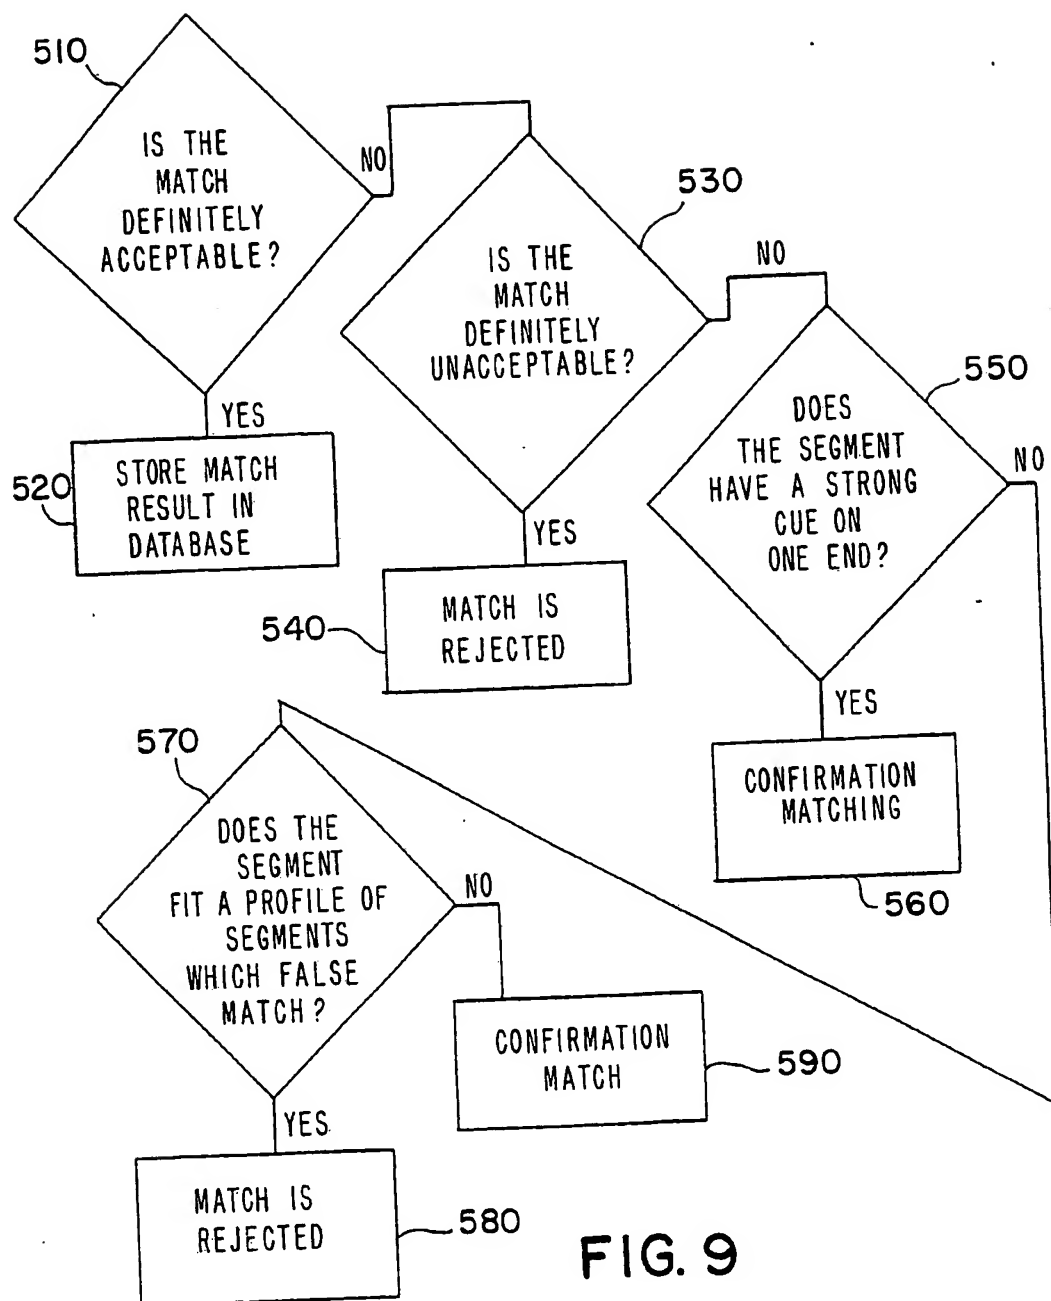 510
IS THE
MATCH
DEFINITELY
ACCEPTABLE?
NO
YES
520
STORE MATCH
RESULT IN
DATABASE
530
IS THE
MATCH
DEFINITELY
UNACCEPTABLE?
NO
YES
540
MATCH IS
REJECTED
550
DOES
THE SEGMENT
HAVE A STRONG
CUE ON
ONE END?
NO
YES
CONFIRMATION
MATCHING
560
570
DOES THE
SEGMENT
FIT A PROFILE OF
SEGMENTS
WHICH FALSE
MATCH?
NO
YES
CONFIRMATION
MATCH
590
MATCH IS
REJECTED
580
FIG. 9